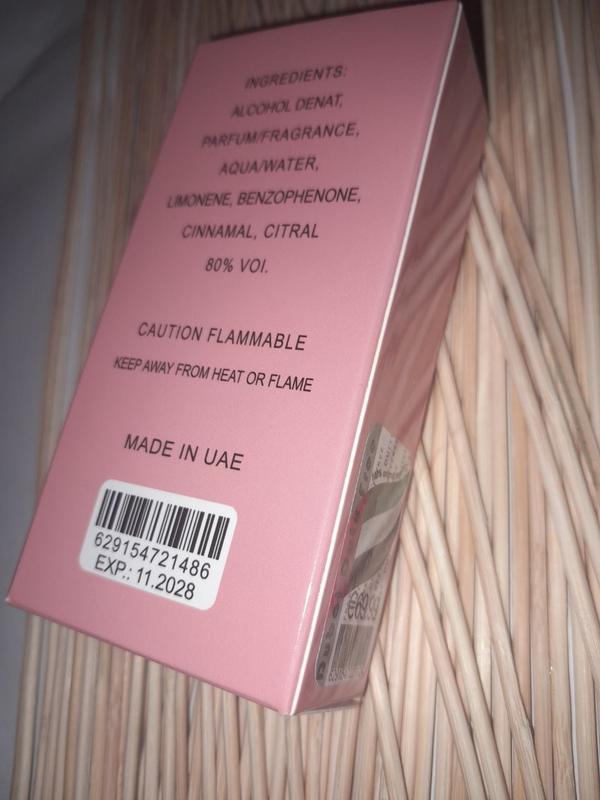 INGREDIENTS:
ALCOHOL DENAT,
PARFUM/FRAGRANCE,
AQUA/WATER,
LIMONENE, BENZOPHENONE,
CINNAMAL, CITRAL
80% VOI.
CAUTION FLAMMABLE
KEEP AWAY FROM HEAT OR FLAME
MADE IN UAE
629154721486
EXP.: 11.2028